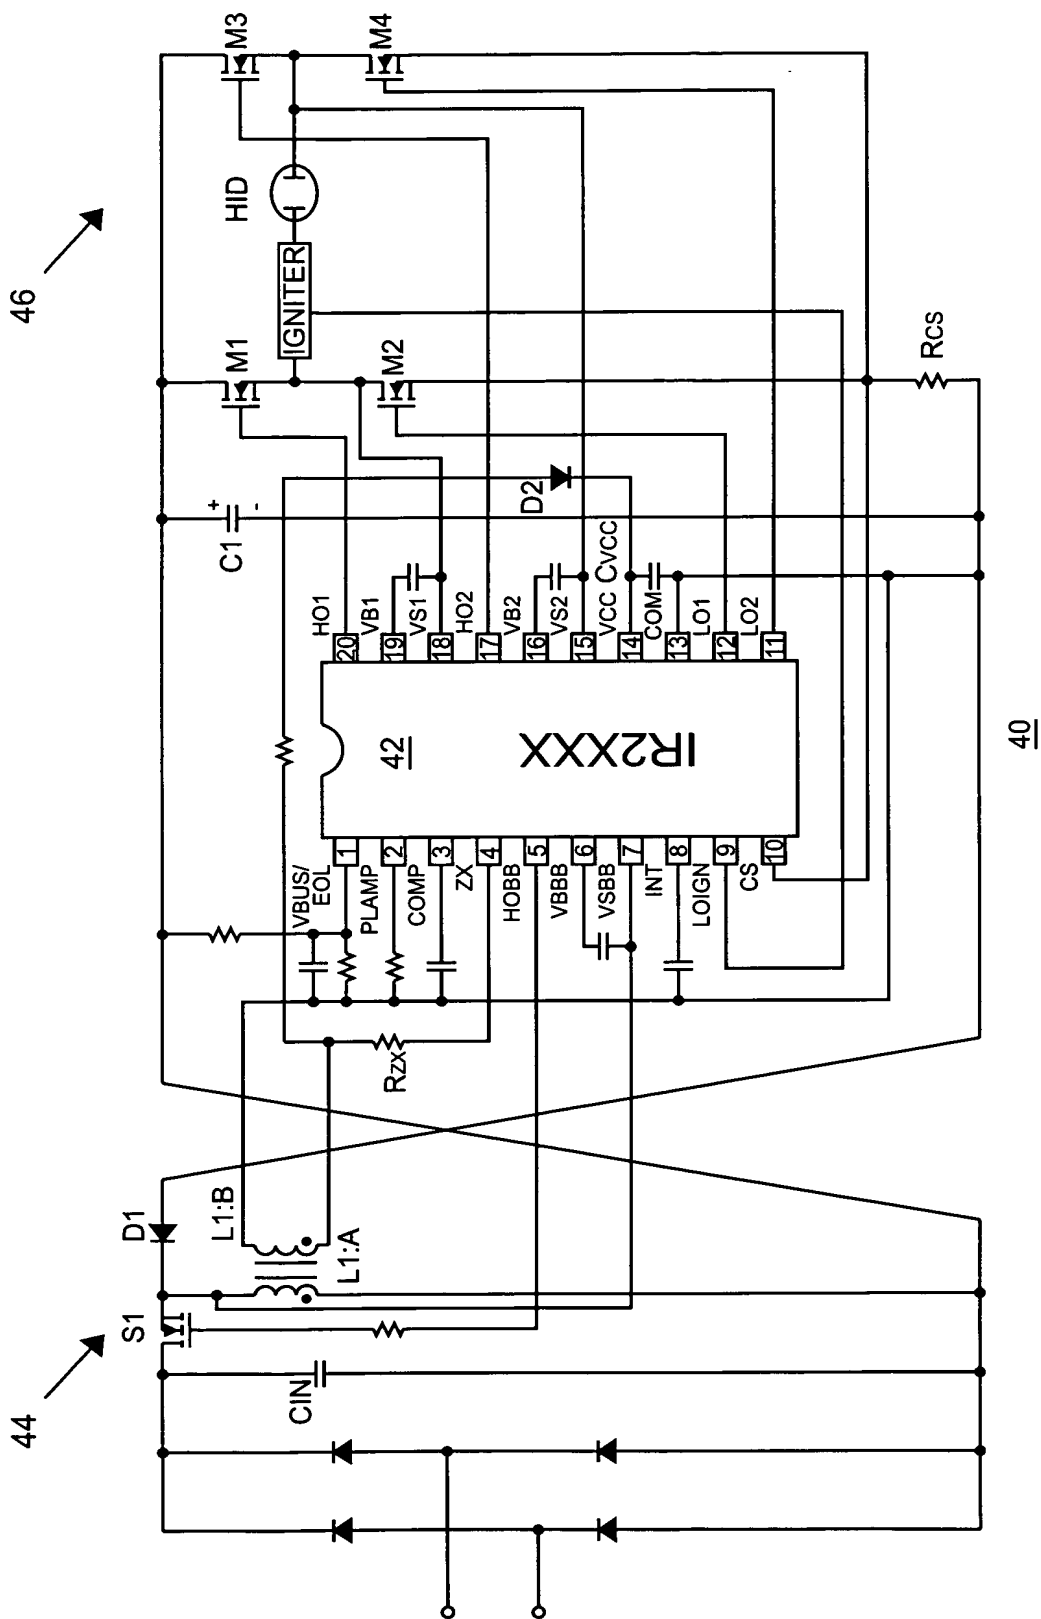 44
S1
D1
CIN
L1:B
L1:A
RZX
VBUS/
EOL
PLAMP
COMP
ZX
HOBB
VBBB
VSBB
INT
LOIGN
CS
1
2
3
4
5
6
7
8
9
10
42
IR2XXX
20
19
18
17
16
15
14
13
12
11
HO1
VB1
VS1
HO2
VB2
VS2
VCC
COM
LO1
LO2
CVCC
C1
+
-
D2
M1
M2
IGNITER
HID
M3
M4
RCS
46
40